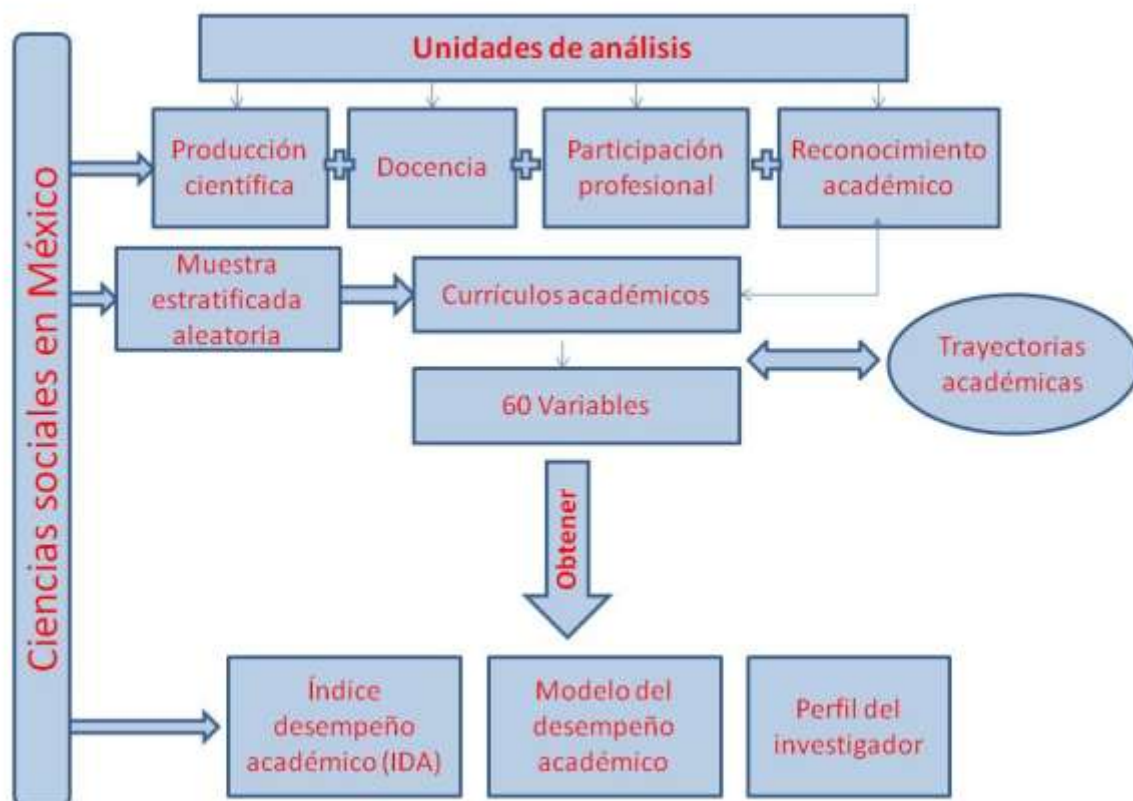 Ciencias sociales en México
Unidades de análisis
Producción
científica
Docencia
Participación
profesional
Reconocimiento
académico
Muestra
estratificada
aleatoria
Currículos académicos
Trayectorias
académicas
60 Variables
Obtener
Índice
desempeño
académico (IDA)
Modelo del
desempeño
académico
Perfil del
investigador